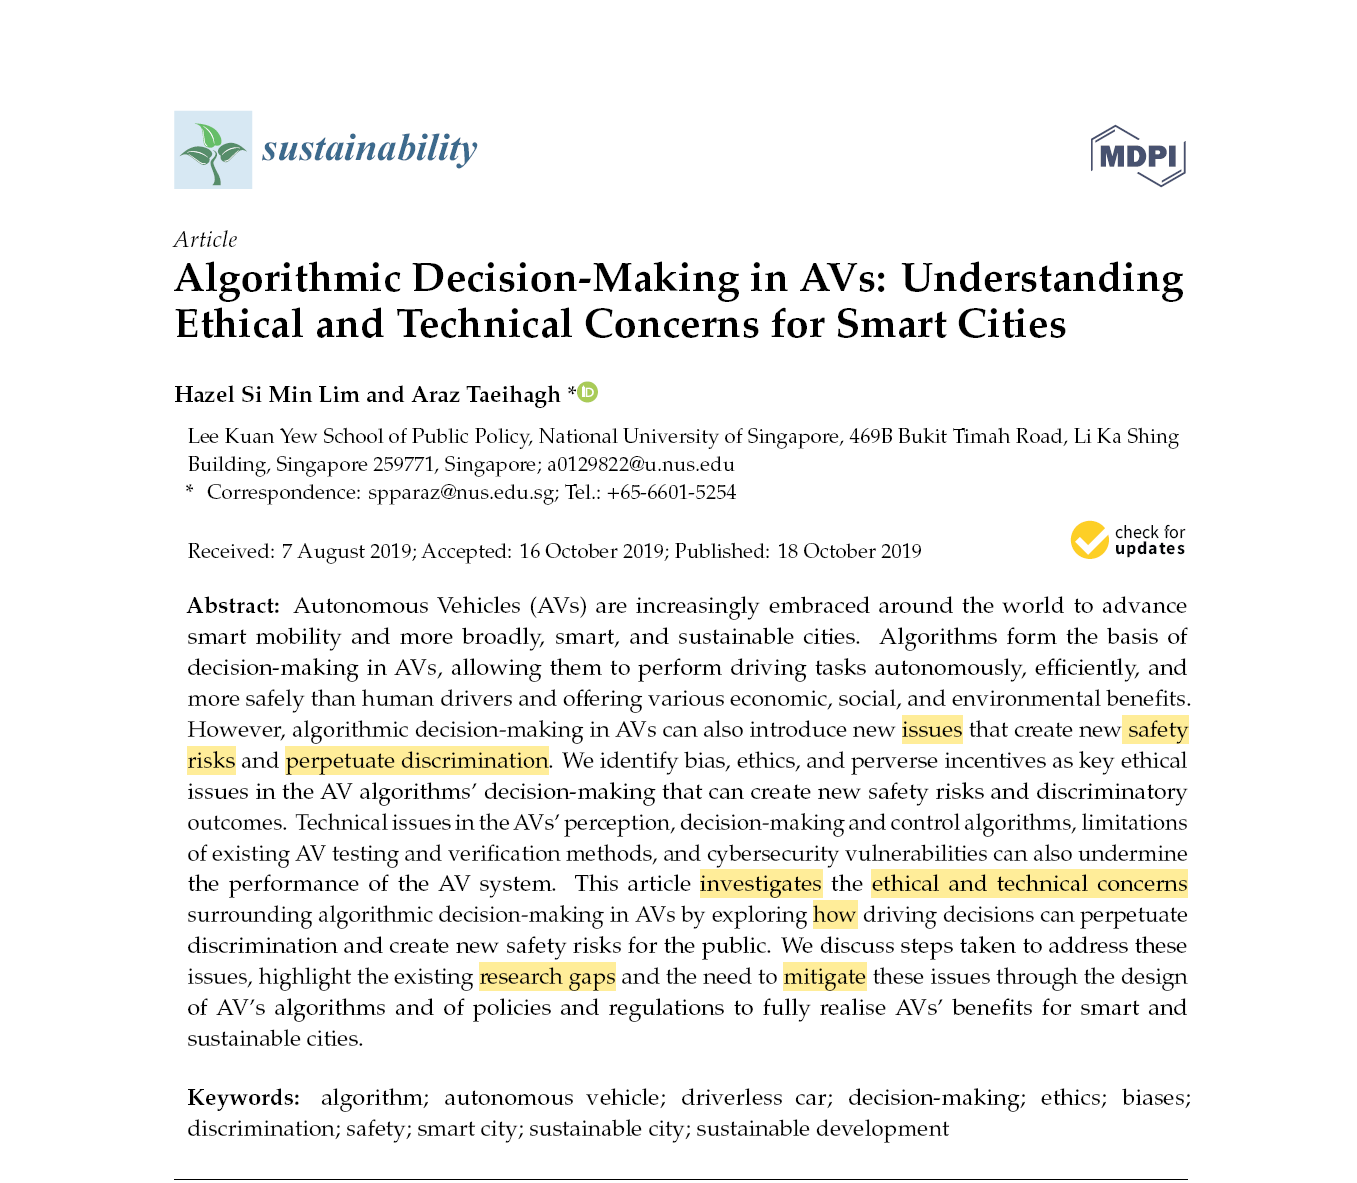 sustainability
MDPI
Article
Algorithmic Decision-Making in AVs: Understanding
Ethical and Technical Concerns for Smart Cities
Hazel Si Min Lim and Araz Taeihagh * iD
Lee Kuan Yew School of Public Policy, National University of Singapore, 469B Bukit Timah Road, Li Ka Shing
Building, Singapore 259771, Singapore; a0129822@u.nus.edu
* Correspondence: spparaz@nus.edu.sg; Tel.: +65-6601-5254
check for
updates
Received: 7 August 2019; Accepted: 16 October 2019; Published: 18 October 2019
Abstract: Autonomous Vehicles (AVs) are increasingly embraced around the world to advance
smart mobility and more broadly, smart, and sustainable cities. Algorithms form the basis of
decision-making in AVs, allowing them to perform driving tasks autonomously, efficiently, and
more safely than human drivers and offering various economic, social, and environmental benefits.
However, algorithmic decision-making in AVs can also introduce new issues that create new safety
risks and perpetuate discrimination. We identify bias, ethics, and perverse incentives as key ethical
issues in the AV algorithms’ decision-making that can create new safety risks and discriminatory
outcomes. Technical issues in the AVs’ perception, decision-making and control algorithms, limitations
of existing AV testing and verification methods, and cybersecurity vulnerabilities can also undermine
the performance of the AV system. This article investigates the ethical and technical concerns
surrounding algorithmic decision-making in AVs by exploring how driving decisions can perpetuate
discrimination and create new safety risks for the public. We discuss steps taken to address these
issues, highlight the existing research gaps and the need to mitigate these issues through the design
of AV’s algorithms and of policies and regulations to fully realise AVs’ benefits for smart and
sustainable cities.
Keywords: algorithm; autonomous vehicle; driverless car; decision-making; ethics; biases;
discrimination; safety; smart city; sustainable city; sustainable development